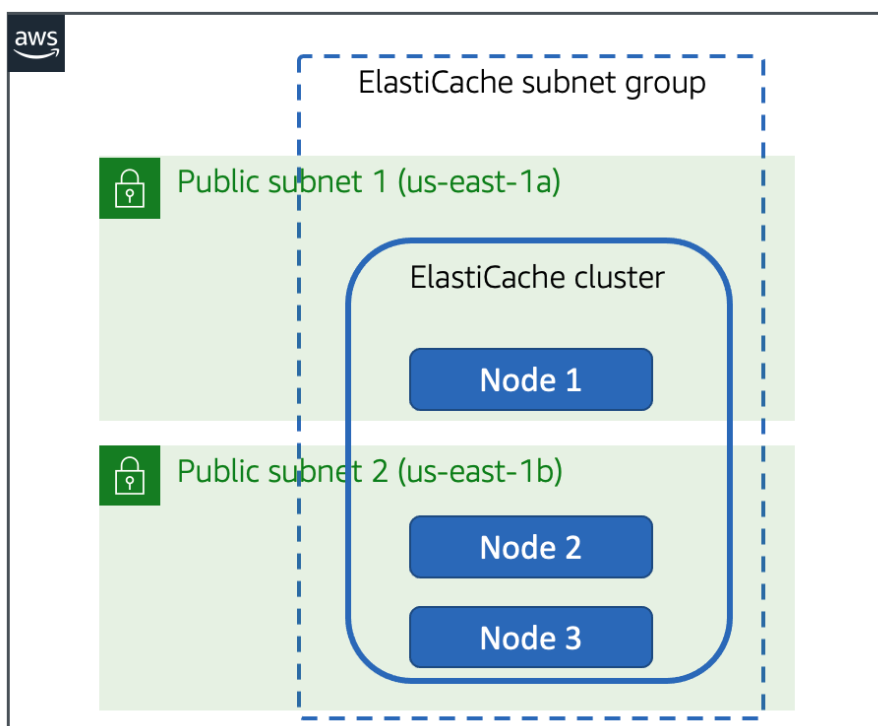 aws
ElastiCache subnet group
Public subnet 1 (us-east-1a)
ElastiCache cluster
Node 1
Public subnet 2 (us-east-1b)
Node 2
Node 3